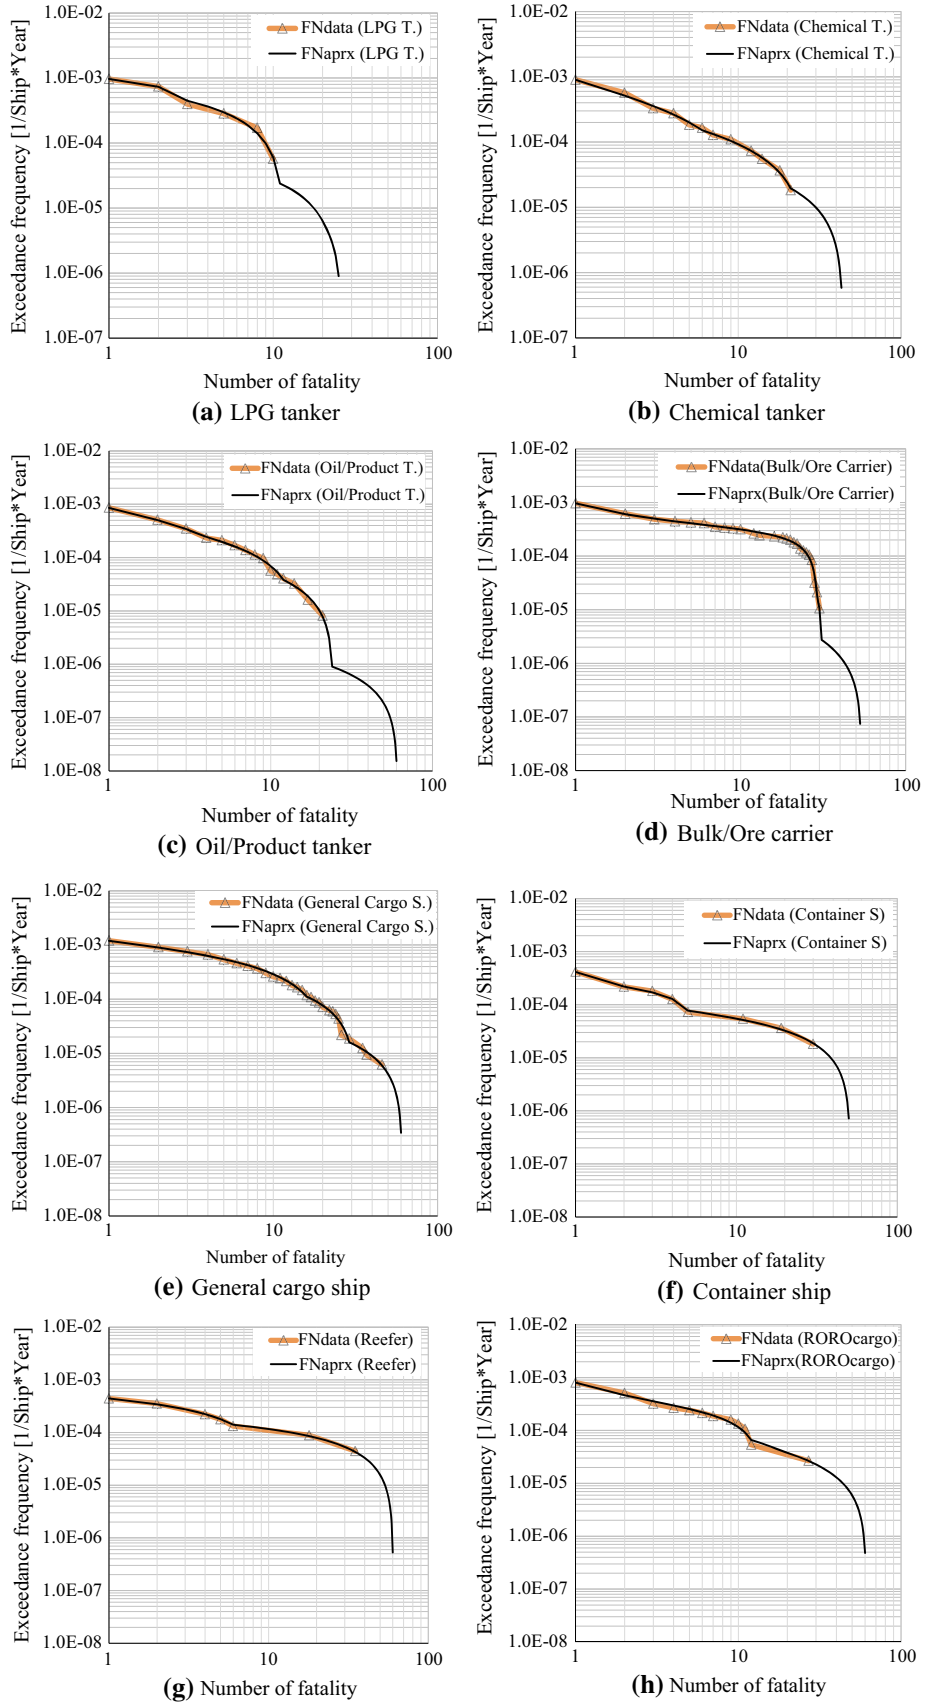 Exceedance frequency [1/Ship*Year]
1.0E-02
1.0E-03
1.0E-04
1.0E-05
1.0E-06
1.0E-07
FNdata (LPG T.)
FNaprx (LPG T.)
1
10
100
Number of fatality
(a) LPG tanker
Exceedance frequency [1/Ship*Year]
1.0E-02
1.0E-03
1.0E-04
1.0E-05
1.0E-06
1.0E-07
FNdata (Chemical T.)
FNaprx (Chemical T.)
1
10
100
Number of fatality
(b) Chemical tanker
Exceedance frequency [1/Ship*Year]
1.0E-02
1.0E-03
1.0E-04
1.0E-05
1.0E-06
1.0E-07
1.0E-08
FNdata (Oil/Product T.)
FNaprx (Oil/Product T.)
1
10
100
Number of fatality
(c) Oil/Product tanker
Exceedance frequency [1/Ship*Year]
1.0E-02
1.0E-03
1.0E-04
1.0E-05
1.0E-06
1.0E-07
1.0E-08
FNdata(Bulk/Ore Carrier)
FNaprx(Bulk/Ore Carrier)
1
10
100
Number of fatality
(d) Bulk/Ore carrier
Exceedance frequency [1/Ship*Year]
1.0E-02
1.0E-03
1.0E-04
1.0E-05
1.0E-06
1.0E-07
1.0E-08
FNdata (General Cargo S.)
FNaprx (General Cargo S.)
1
10
100
Number of fatality
(e) General cargo ship
Exceedance frequency [1/Ship*Year]
1.0E-02
1.0E-03
1.0E-04
1.0E-05
1.0E-06
1.0E-07
1.0E-08
FNdata (Container S)
FNaprx (Container S)
1
10
100
Number of fatality
(f) Container ship
Exceedance frequency [1/Ship*Year]
1.0E-02
1.0E-03
1.0E-04
1.0E-05
1.0E-06
1.0E-07
1.0E-08
FNdata (Reefer)
FNaprx (Reefer)
1
10
100
(g) Number of fatality
Exceedance frequency [1/Ship*Year]
1.0E-02
1.0E-03
1.0E-04
1.0E-05
1.0E-06
1.0E-07
1.0E-08
FNdata (ROROcargo)
FNaprx(ROROcargo)
1
10
100
(h) Number of fatality